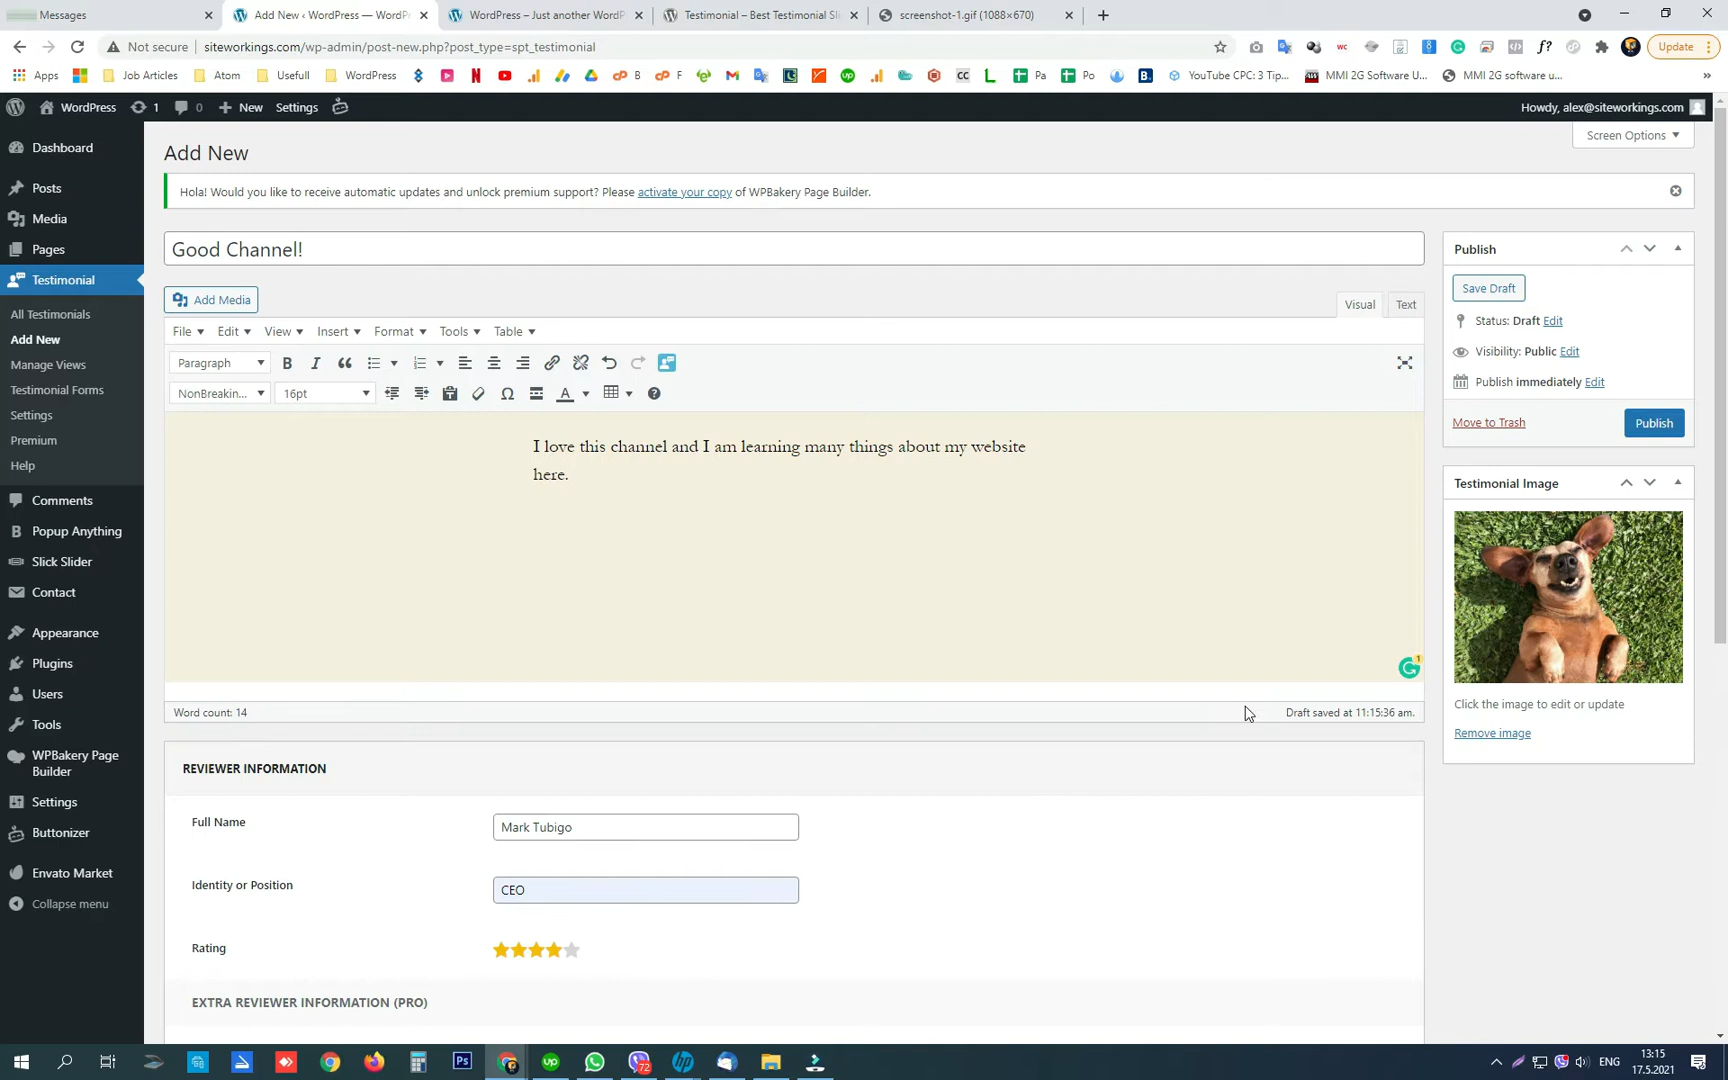 Messages
Add New ‹ WordPress — WordPr
WordPress – Just another WordP
Testimonial – Best Testimonial Sli
screenshot-1.gif (1088×670)
Not secure
siteworkings.com/wp-admin/post-new.php?post_type=spt_testimonial
Update
Apps
Job Articles
Atom
Usefull
WordPress
B
F
CC
Pa
Po
B.
YouTube CPC: 3 Tip...
MMI 2G Software U...
MMI 2G software u...
WordPress
1
0
New
Settings
Howdy, alex@siteworkings.com
Dashboard
Posts
Media
Pages
Testimonial
All Testimonials
Add New
Manage Views
Testimonial Forms
Settings
Premium
Help
Comments
Popup Anything
Slick Slider
Contact
Appearance
Plugins
Users
Tools
WPBakery Page
Builder
Settings
Buttonizer
Envato Market
Collapse menu
Screen Options
Add New
Hola! Would you like to receive automatic updates and unlock premium support? Please activate your copy of WPBakery Page Builder.
Good Channel!
Add Media
Visual
Text
File
Edit
View
Insert
Format
Tools
Table
Paragraph
NonBreakin...
16pt
I love this channel and I am learning many things about my website
here.
1
Word count: 14
Draft saved at 11:15:36 am.
REVIEWER INFORMATION
Full Name
Mark Tubigo
Identity or Position
CEO
Rating
EXTRA REVIEWER INFORMATION (PRO)
Publish
Save Draft
Status: Draft Edit
Visibility: Public Edit
Publish immediately Edit
Move to Trash
Publish
Testimonial Image
Click the image to edit or update
Remove image
Ps
up
72
hp
ENG
13:15
17.5.2021